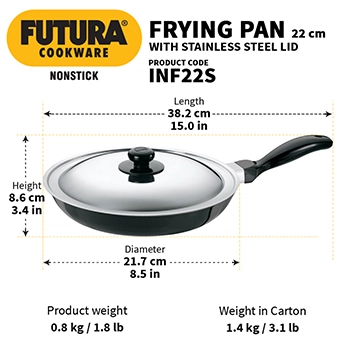 FUTURA®
COOKWARE
NONSTICK
FRYING PAN 22 cm
WITH STAINLESS STEEL LID
PRODUCT CODE
INF22S
Length
38.2 cm
15.0 in
Height
8.6 cm
3.4 in
Diameter
21.7 cm
8.5 in
Product weight
0.8 kg / 1.8 lb
Weight in Carton
1.4 kg / 3.1 lb